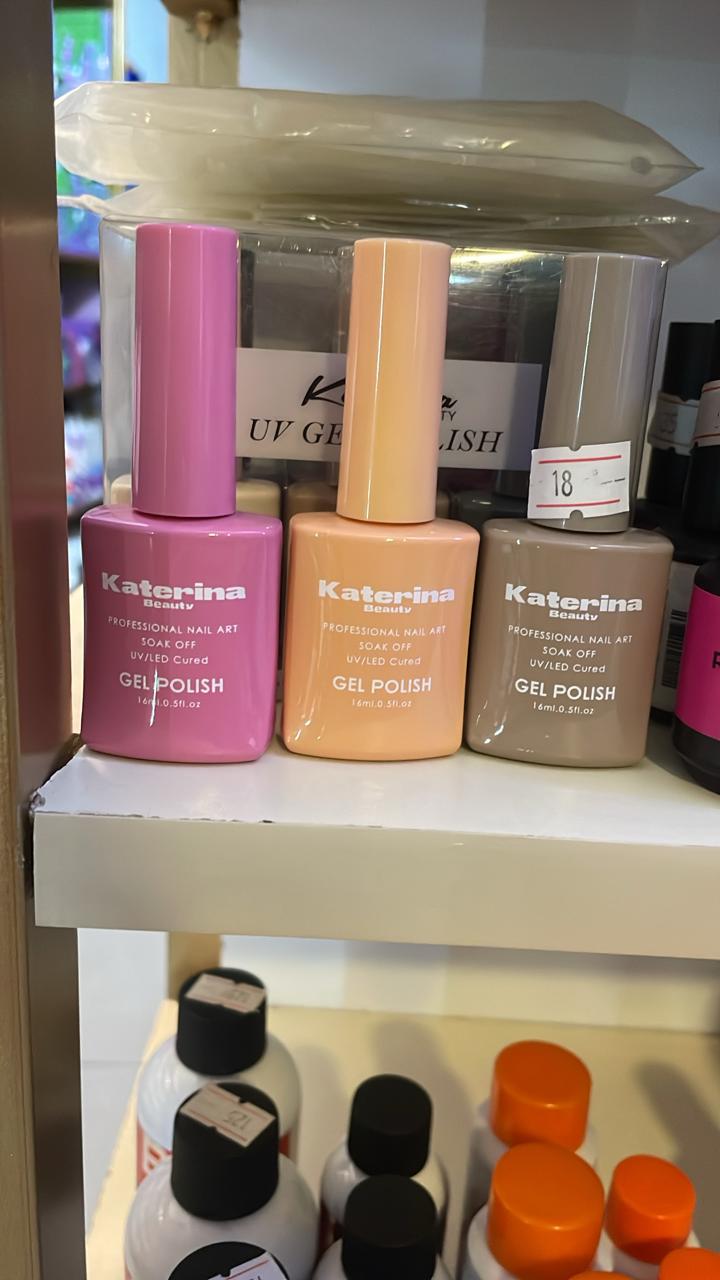 UV GE LISH
18
Katerina
Beauty
PROFESSIONAL NAIL ART
SOAK OFF
UV/LED Cured
GEL POLISH
16ml.0.5fl.oz
Katerina
Beauty
PROFESSIONAL NAIL ART
SOAK OFF
UV/LED Cured
GEL POLISH
16ml.0.5fl.oz
Katerina
Beauty
PROFESSIONAL NAIL ART
SOAK OFF
UV/LED Cured
GEL POLISH
16ml.0.5fl.oz